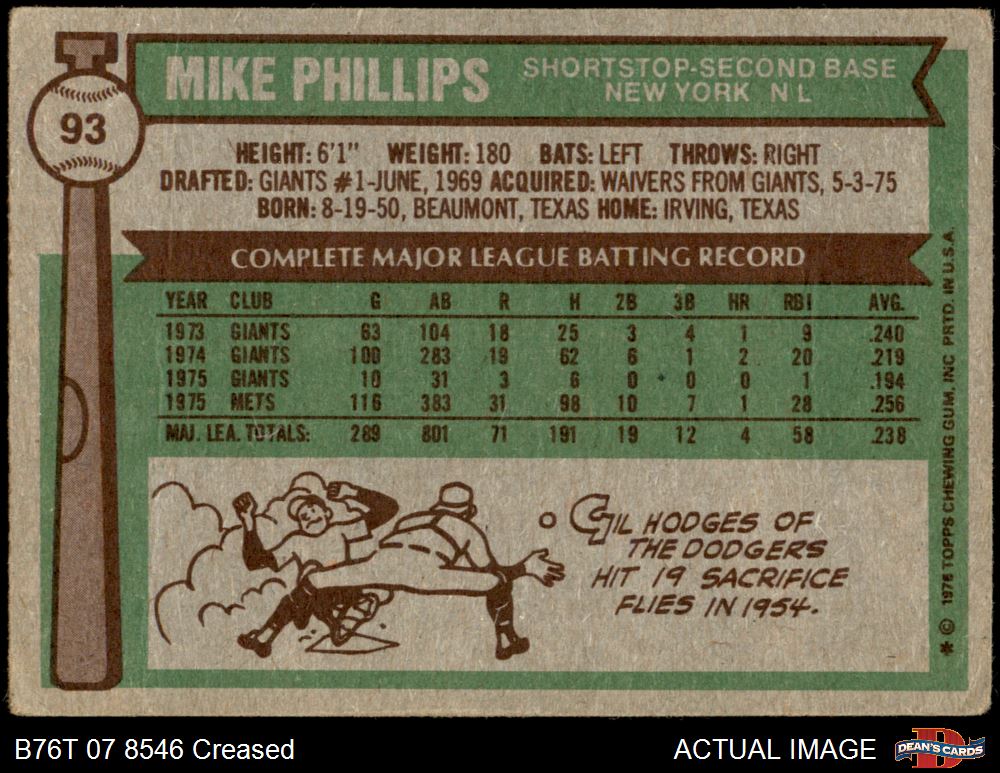 93
MIKE PHILLIPS
SHORTSTOP-SECOND BASE
NEW YORK N L
HEIGHT: 6'1" WEIGHT: 180 BATS: LEFT THROWS: RIGHT
DRAFTED: GIANTS #1-JUNE, 1969 ACQUIRED: WAIVERS FROM GIANTS, 5-3-75
BORN: 8-19-50, BEAUMONT, TEXAS HOME: IRVING, TEXAS
COMPLETE MAJOR LEAGUE BATTING RECORD
YEAR CLUB G AB R H 2B 3B HR RBI AVG.
1973 GIANTS 63 104 18 25 3 4 1 9 .240
1974 GIANTS 100 283 19 62 6 1 2 20 .219
1975 GIANTS 10 31 3 6 0 0 0 1 .194
1975 METS 116 383 31 98 10 7 1 28 .256
MAJ. LEA. TOTALS: 289 801 71 191 19 12 4 58 .238
GIL HODGES OF
THE DODGERS
HIT 19 SACRIFICE
FLIES IN 1954.
* © 1976 TOPPS CHEWING GUM, INC PRTD. IN U.S.A.
B76T 07 8546 Creased
ACTUAL IMAGE
DEAN'S CARDS